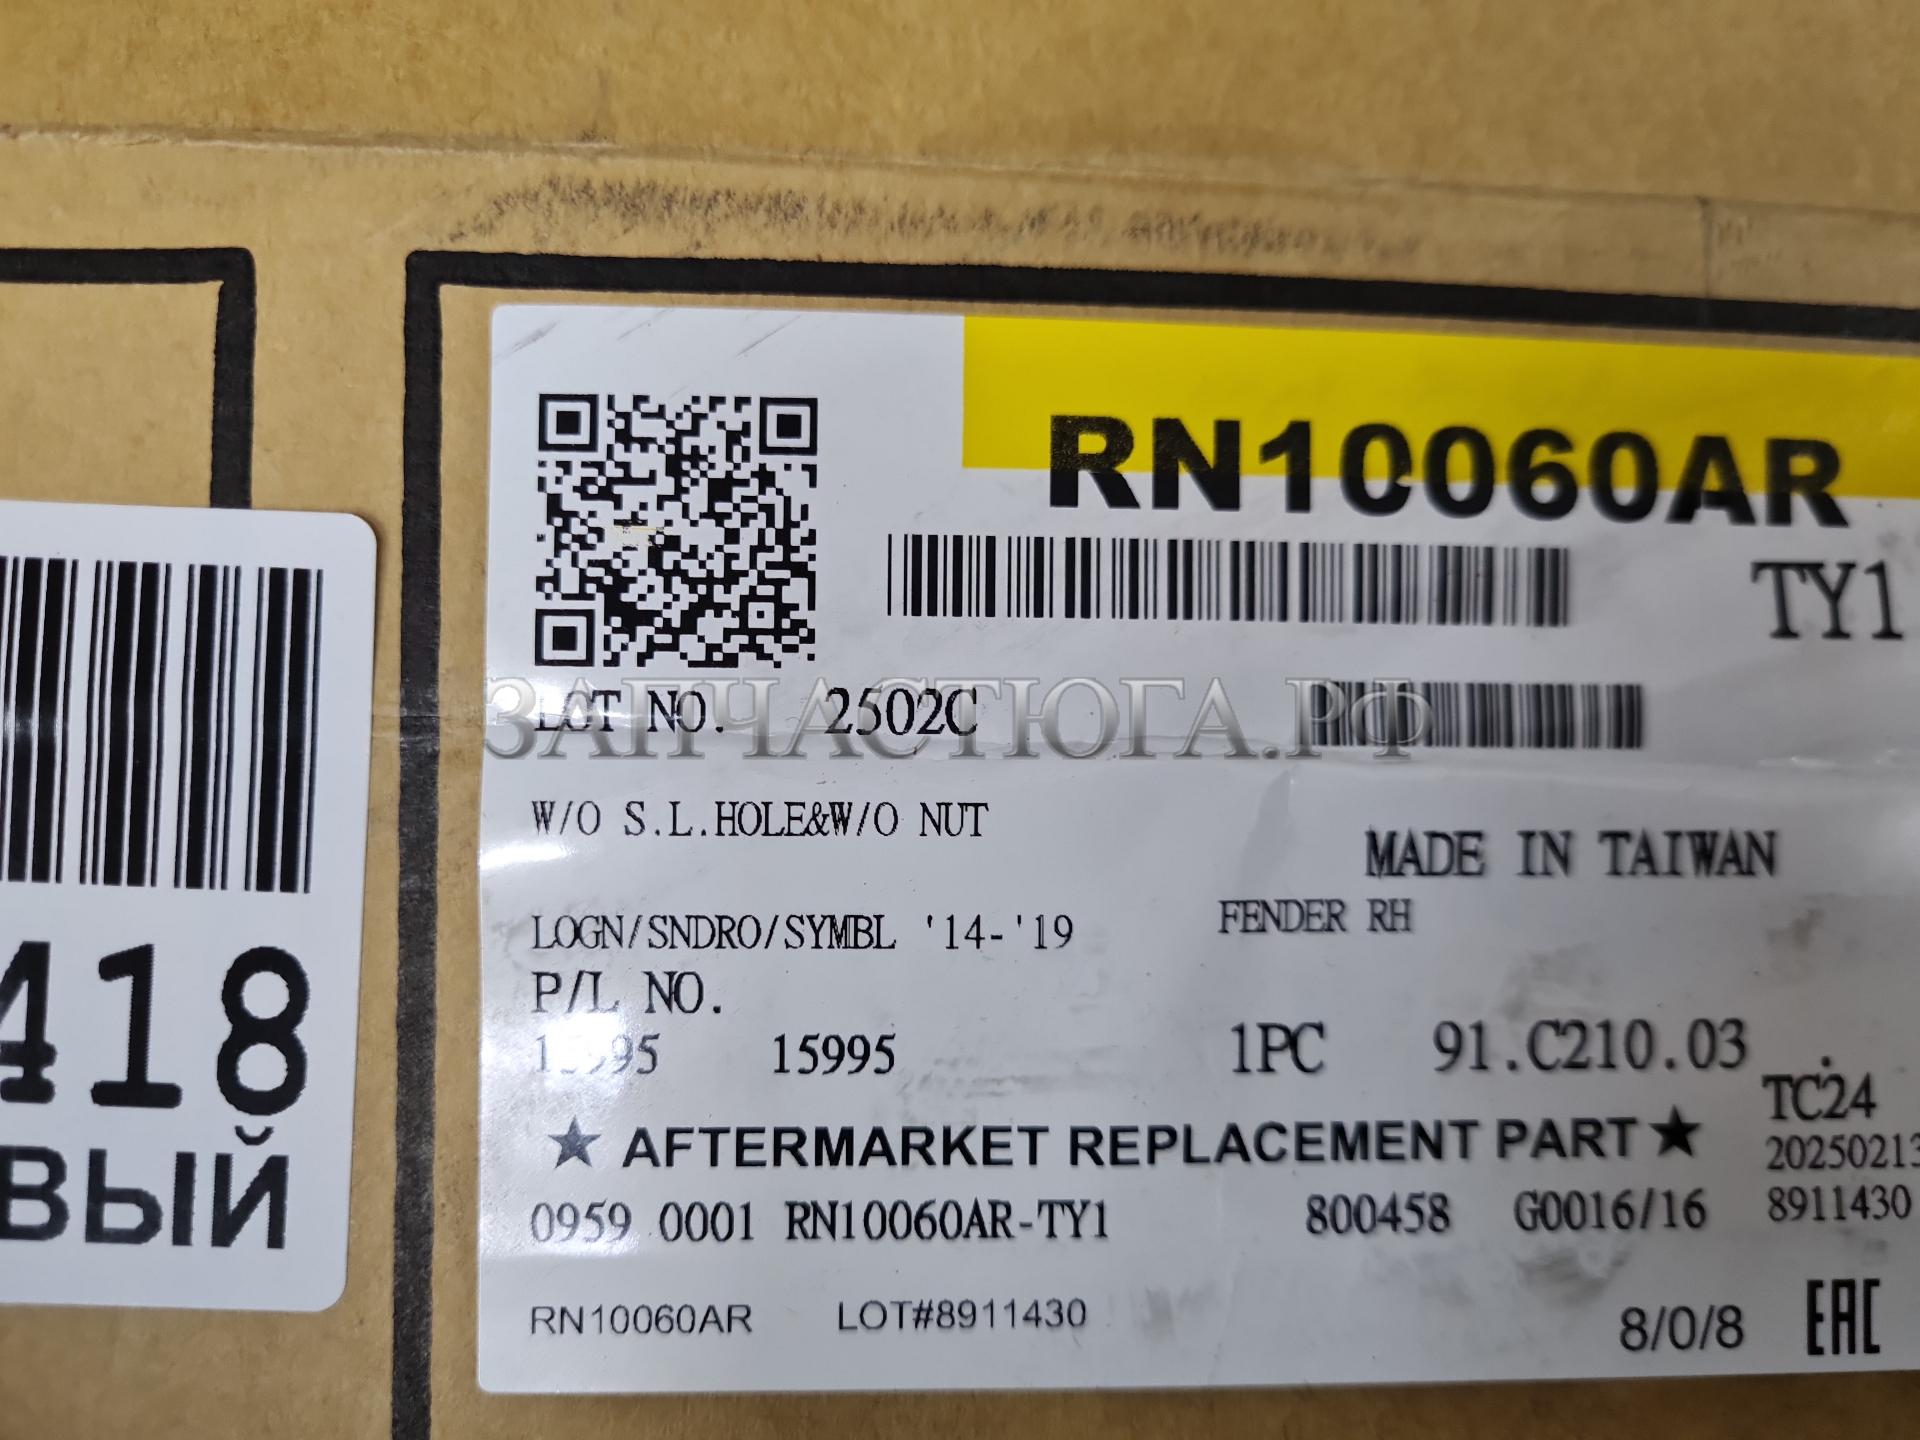 RN10060AR
TY1
LOT NO. 2502C
ЗАПЧАСТЮГА.РФ
W/O S.L.HOLE&W/O NUT
MADE IN TAIWAN
LOGN/SNDRO/SYMBL '14-'19
FENDER RH
P/L NO.
15995 1PC 91.C210.03
TC24
★ AFTERMARKET REPLACEMENT PART ★
20250213
0959 0001 RN10060AR-TY1 800458 G0016/16 8911430
RN10060AR LOT#8911430
8/0/8 EAC
418
ВЫЙ